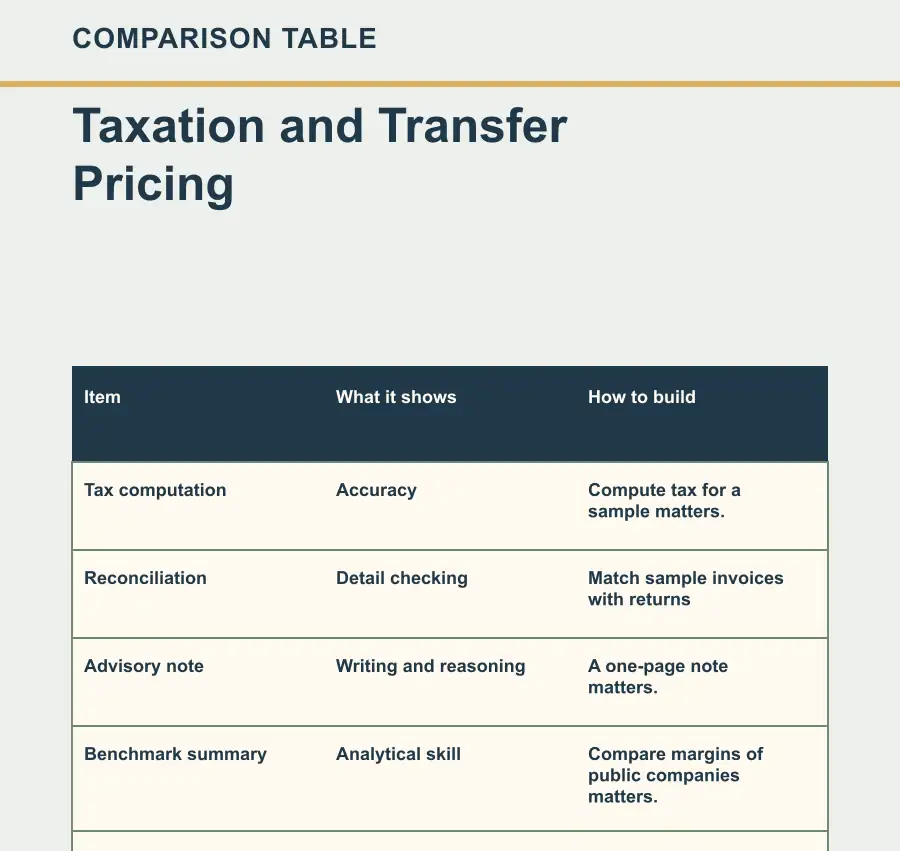 COMPARISON TABLE
Taxation and Transfer
Pricing
Item
What it shows
How to build
Tax computation
Accuracy
Compute tax for a
sample matters.
Reconciliation
Detail checking
Match sample invoices
with returns
Advisory note
Writing and reasoning
A one-page note
matters.
Benchmark summary
Analytical skill
Compare margins of
public companies
matters.